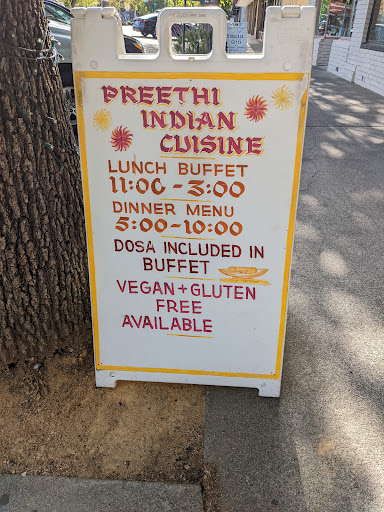 PREETHI
INDIAN
CUISINE
LUNCH BUFFET
11:00 - 3:00
DINNER MENU
5:00-10:00
DOSA INCLUDED IN
BUFFET
VEGAN+GLUTEN
FREE
AVAILABLE